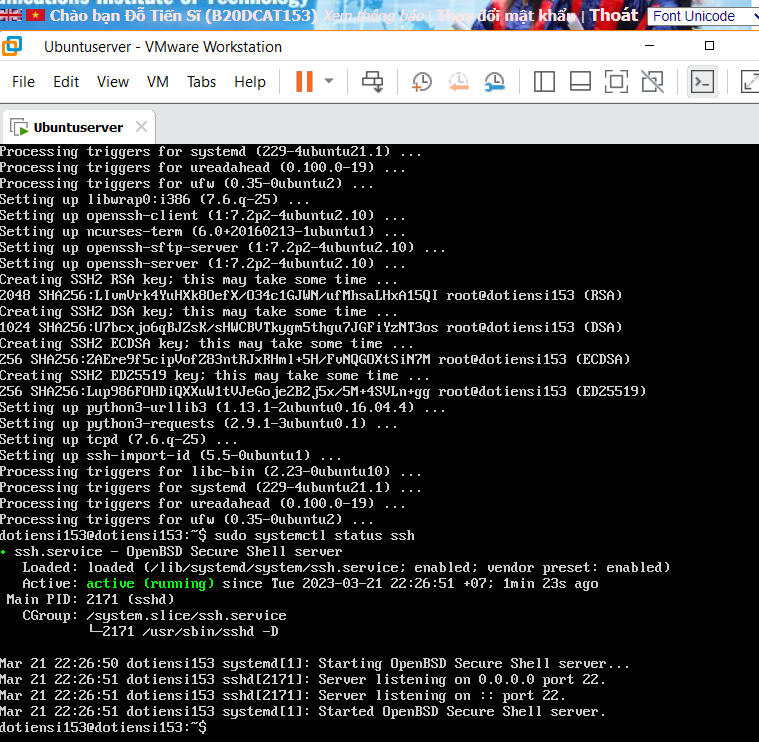 Chào bạn Đỗ Tiến Sĩ (B20DCAT153) Xem thông báo | Thay đổi mật khẩu | Thoát Font Unicode
Ubuntuserver - VMware Workstation
File Edit View VM Tabs Help
Ubuntuserver
Processing triggers for systemd (229-4ubuntu21.1) ...
Processing triggers for ureadahead (0.100.0-19) ...
Processing triggers for ufw (0.35-0ubuntu2) ...
Setting up libwrap0:i386 (7.6.q-25) ...
Setting up openssh-client (1:7.2p2-4ubuntu2.10) ...
Setting up ncurses-term (6.0+20160213-1ubuntu1) ...
Setting up openssh-sftp-server (1:7.2p2-4ubuntu2.10) ...
Setting up openssh-server (1:7.2p2-4ubuntu2.10) ...
Creating SSH2 RSA key; this may take some time ...
2048 SHA256:LIvmVrk4YuHXk8OefX/O34c1GJWN/ufMhsaLHxA15QI root@dotiensi153 (RSA)
Creating SSH2 DSA key; this may take some time ...
1024 SHA256:U7bcxjo6qBJZsK/sHWCBVTkygm5thgu7JGFiYzNT3os root@dotiensi153 (DSA)
Creating SSH2 ECDSA key; this may take some time ...
256 SHA256:2AEre9f5cipVof283ntRJxRHml+5H/FvNQGOXtSiN7M root@dotiensi153 (ECDSA)
Creating SSH2 ED25519 key; this may take some time ...
256 SHA256:Lup986FOHDiQXXuW1tVJeGoje2B2j5x/5M+4SVLn+gg root@dotiensi153 (ED25519)
Setting up python3-urllib3 (1.13.1-2ubuntu0.16.04.4) ...
Setting up python3-requests (2.9.1-3ubuntu0.1) ...
Setting up tcpd (7.6.q-25) ...
Setting up ssh-import-id (5.5-0ubuntu1) ...
Processing triggers for libc-bin (2.23-0ubuntu10) ...
Processing triggers for systemd (229-4ubuntu21.1) ...
Processing triggers for ureadahead (0.100.0-19) ...
Processing triggers for ufw (0.35-0ubuntu2) ...
dotiensi153@dotiensi153:~$ sudo systemctl status ssh
• ssh.service - OpenBSD Secure Shell server
Loaded: loaded (/lib/systemd/system/ssh.service; enabled; vendor preset: enabled)
Active: active (running) since Tue 2023-03-21 22:26:51 +07; 1min 23s ago
Main PID: 2171 (sshd)
CGroup: /system.slice/ssh.service
└─2171 /usr/sbin/sshd -D
Mar 21 22:26:50 dotiensi153 systemd[1]: Starting OpenBSD Secure Shell server...
Mar 21 22:26:51 dotiensi153 sshd[2171]: Server listening on 0.0.0.0 port 22.
Mar 21 22:26:51 dotiensi153 sshd[2171]: Server listening on :: port 22.
Mar 21 22:26:51 dotiensi153 systemd[1]: Started OpenBSD Secure Shell server.
dotiensi153@dotiensi153:~$